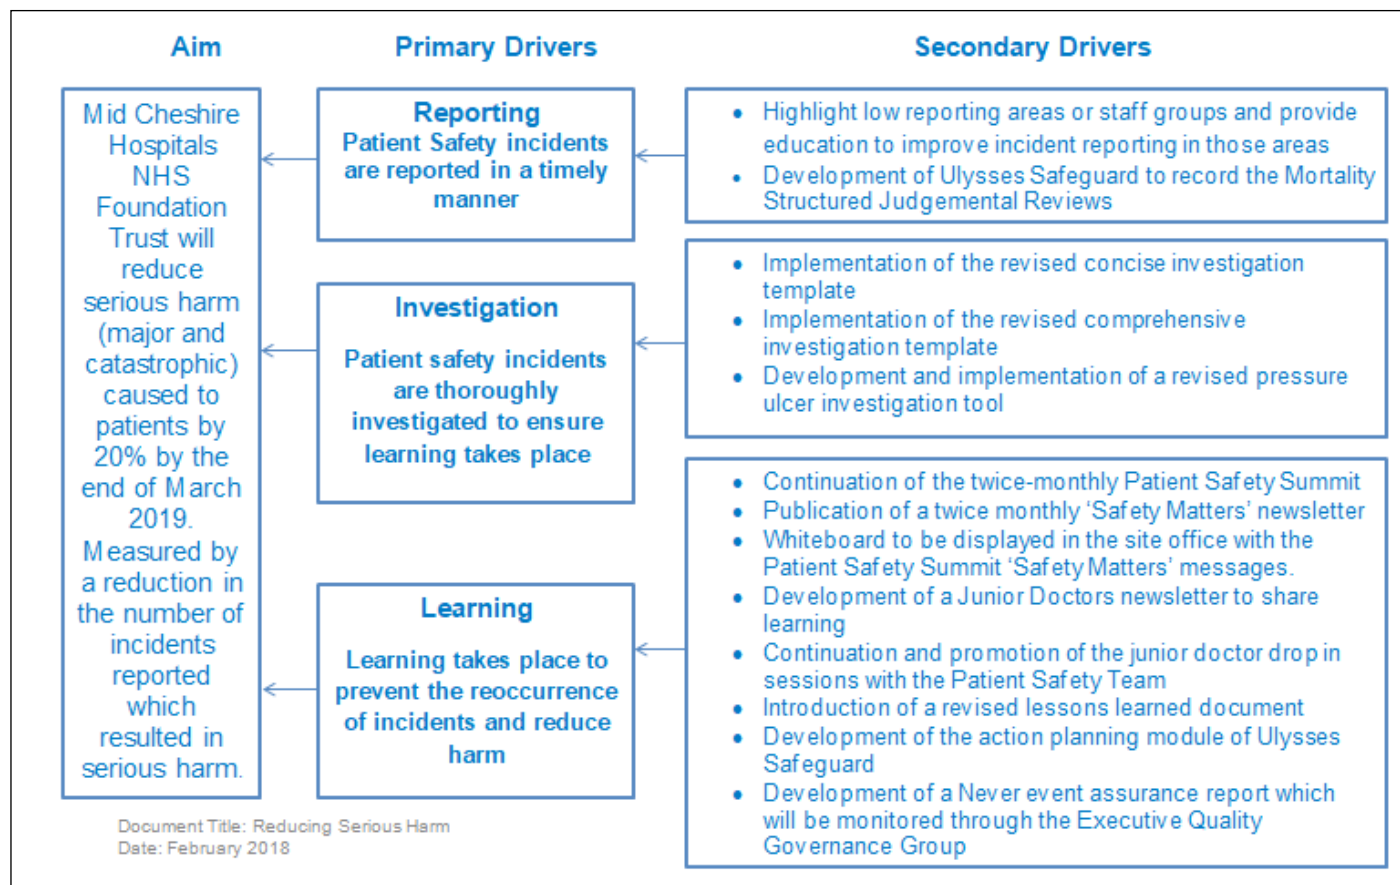 Aim
Primary Drivers
Secondary Drivers
Mid Cheshire
Hospitals
NHS
Foundation
Trust will
reduce
serious harm
(major and
catastrophic)
caused to
patients by
20% by the
end of March
2019.
Measured by
a reduction in
the number of
incidents
reported
which
resulted in
serious harm.
Reporting
Patient Safety incidents
are reported in a timely
manner
Investigation
Patient safety incidents
are thoroughly
investigated to ensure
learning takes place
Learning
Learning takes place to
prevent the reoccurrence
of incidents and reduce
harm
• Highlight low reporting areas or staff groups and provide
education to improve incident reporting in those areas
• Development of Ulysses Safeguard to record the Mortality
Structured Judgemental Reviews
• Implementation of the revised concise investigation
template
• Implementation of the revised comprehensive
investigation template
• Development and implementation of a revised pressure
ulcer investigation tool
• Continuation of the twice-monthly Patient Safety Summit
• Publication of a twice monthly ‘Safety Matters’ newsletter
• Whiteboard to be displayed in the site office with the
Patient Safety Summit ‘Safety Matters’ messages.
• Development of a Junior Doctors newsletter to share
learning
• Continuation and promotion of the junior doctor drop in
sessions with the Patient Safety Team
• Introduction of a revised lessons learned document
• Development of the action planning module of Ulysses
Safeguard
• Development of a Never event assurance report which
will be monitored through the Executive Quality
Governance Group
Document Title: Reducing Serious Harm
Date: February 2018